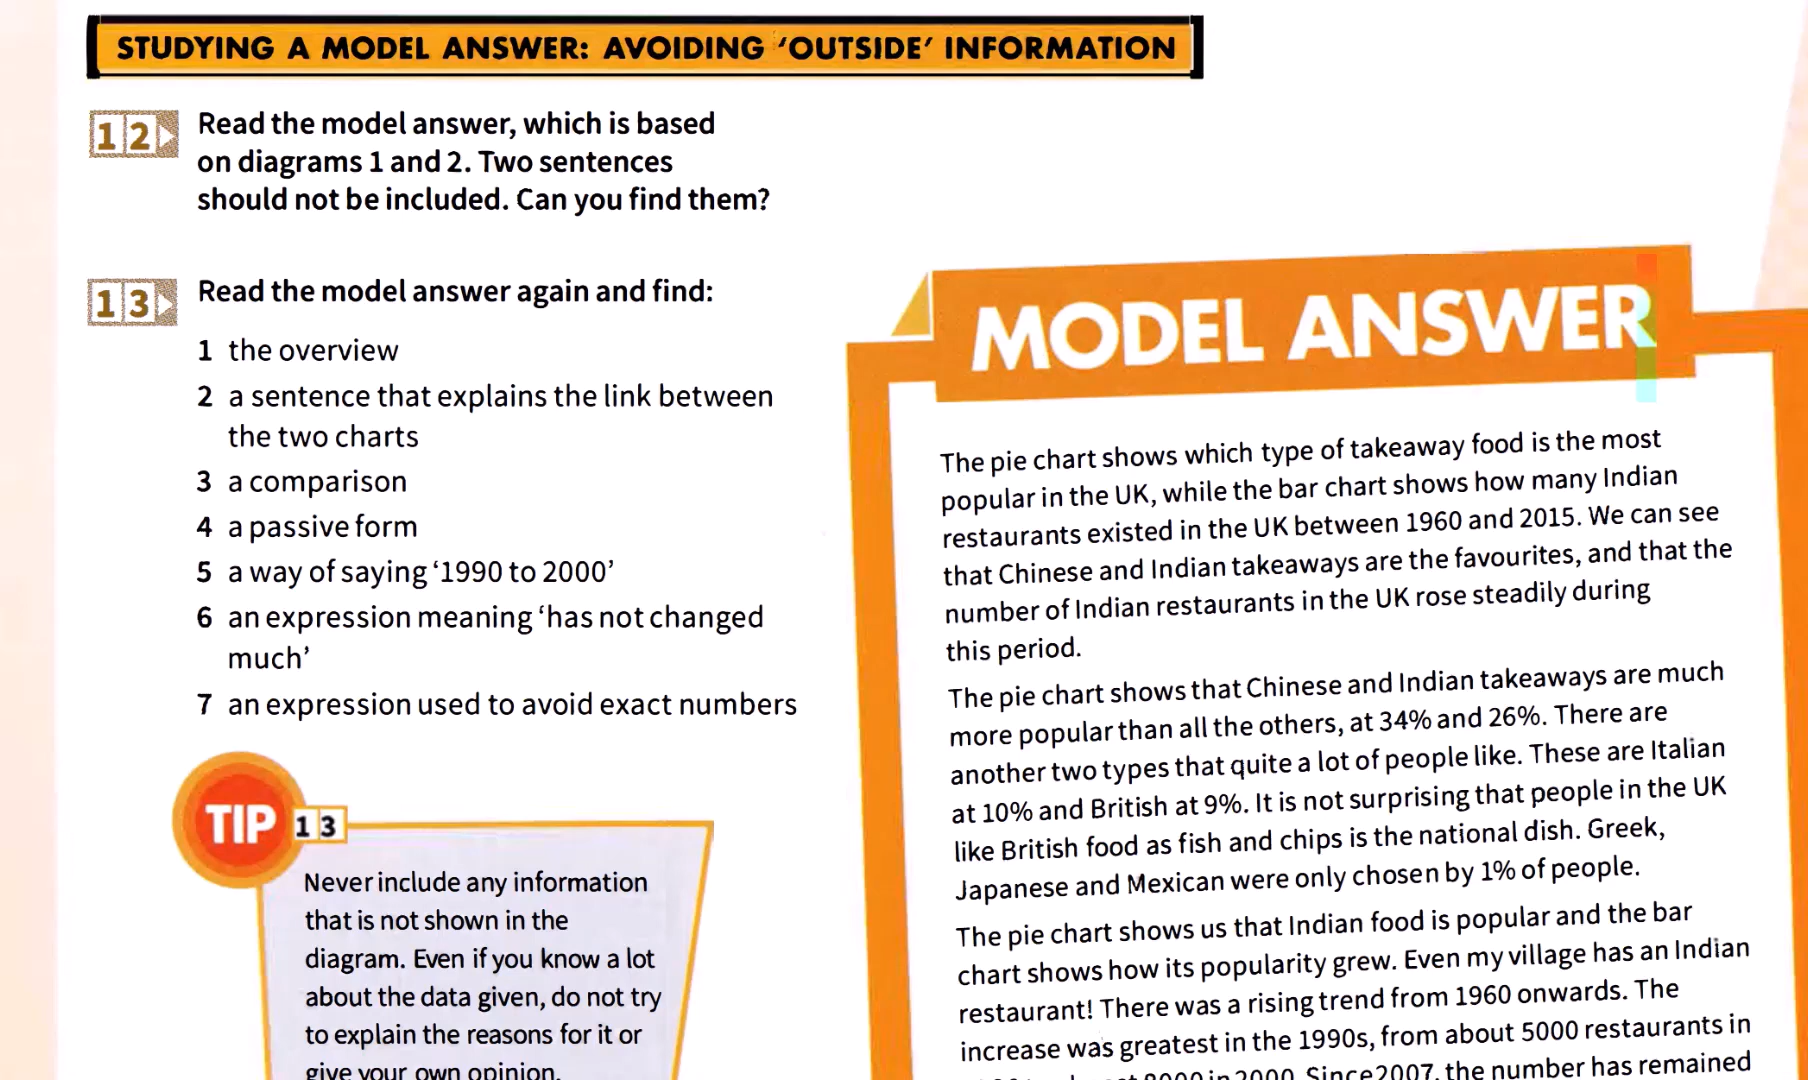 STUDYING A MODEL ANSWER: AVOIDING ‘OUTSIDE’ INFORMATION
12
Read the model answer, which is based
on diagrams 1 and 2. Two sentences
should not be included. Can you find them?
13
Read the model answer again and find:
1 the overview
2 a sentence that explains the link between
the two charts
3 a comparison
4 a passive form
5 a way of saying ‘1990 to 2000’
6 an expression meaning ‘has not changed
much’
7 an expression used to avoid exact numbers
TIP 13
Never include any information
that is not shown in the
diagram. Even if you know a lot
about the data given, do not try
to explain the reasons for it or
give your own opinion.
MODEL ANSWER
The pie chart shows which type of takeaway food is the most
popular in the UK, while the bar chart shows how many Indian
restaurants existed in the UK between 1960 and 2015. We can see
that Chinese and Indian takeaways are the favourites, and that the
number of Indian restaurants in the UK rose steadily during
this period.
The pie chart shows that Chinese and Indian takeaways are much
more popular than all the others, at 34% and 26%. There are
another two types that quite a lot of people like. These are Italian
at 10% and British at 9%. It is not surprising that people in the UK
like British food as fish and chips is the national dish. Greek,
Japanese and Mexican were only chosen by 1% of people.
The pie chart shows us that Indian food is popular and the bar
chart shows how its popularity grew. Even my village has an Indian
restaurant! There was a rising trend from 1960 onwards. The
increase was greatest in the 1990s, from about 5000 restaurants in
8000 in 2000. Since 2007, the number has remained